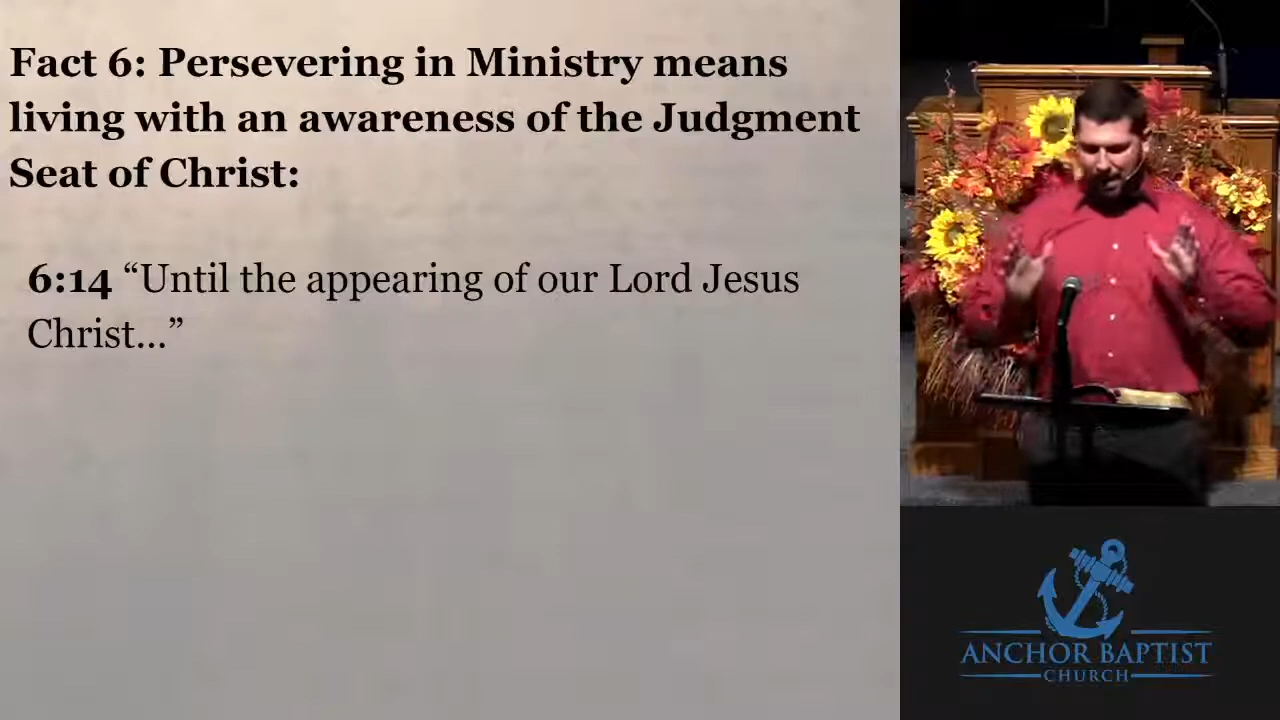 Fact 6: Persevering in Ministry means
living with an awareness of the Judgment
Seat of Christ:
6:14 “Until the appearing of our Lord Jesus
Christ...”
ANCHOR BAPTIST
CHURCH